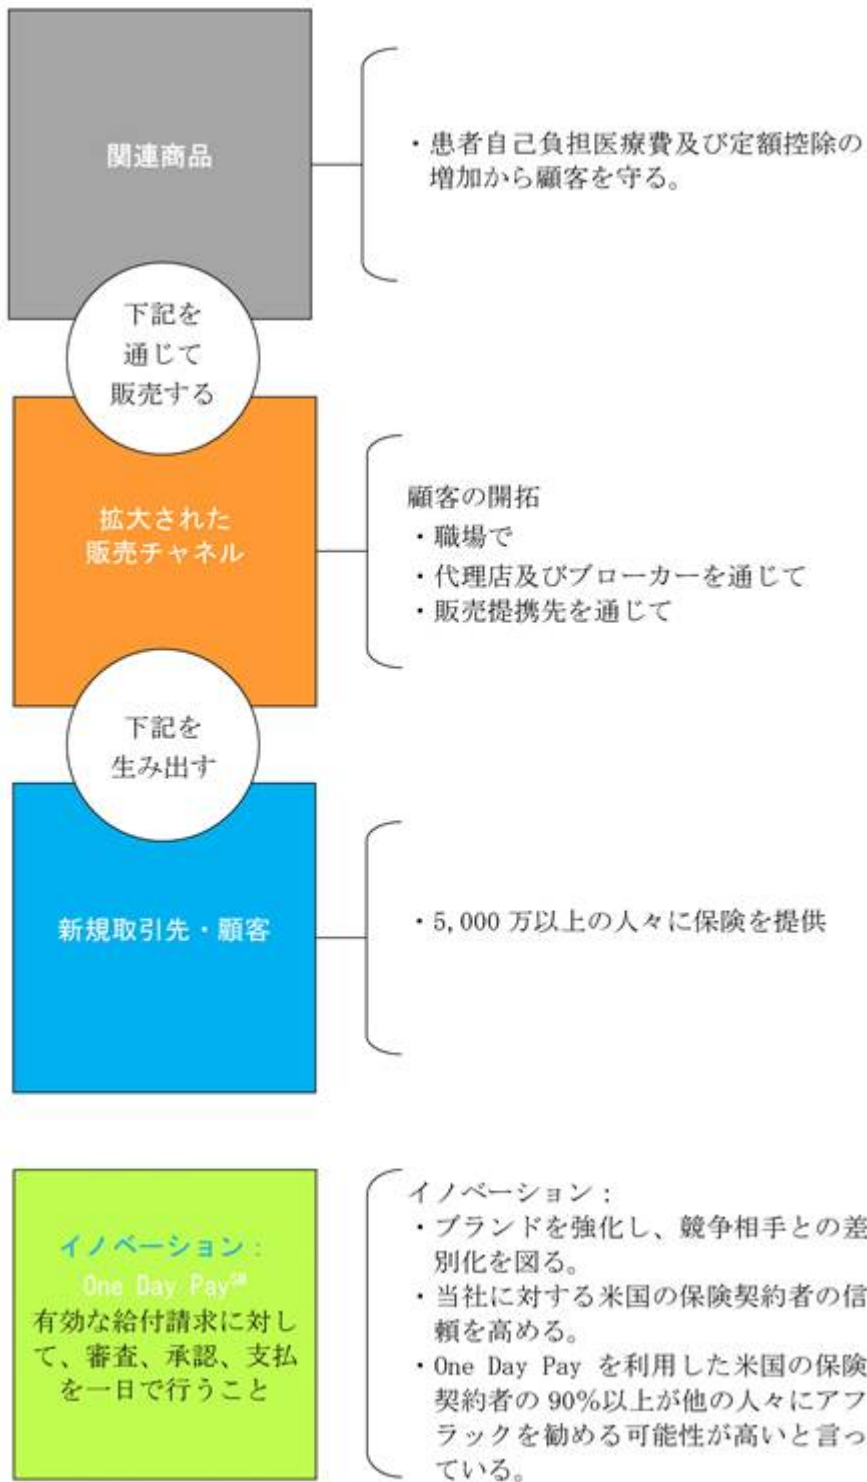 関連商品
・患者自己負担医療費及び定額控除の
増加から顧客を守る。
下記を
通じて
販売する
拡大された
販売チャネル
顧客の開拓
・職場で
・代理店及びブローカーを通じて
・販売提携先を通じて
下記を
生み出す
新規取引先・顧客
・5,000 万以上の人々に保険を提供
イノベーション：
One Day Pay℠
有効な給付請求に対し
て、審査、承認、支払
を一日で行うこと
イノベーション：
・ブランドを強化し、競争相手との差
別化を図る。
・当社に対する米国の保険契約者の信
頼を高める。
・One Day Pay を利用した米国の保険
契約者の 90%以上が他の人々にアフ
ラックを勧める可能性が高いと言っ
ている。